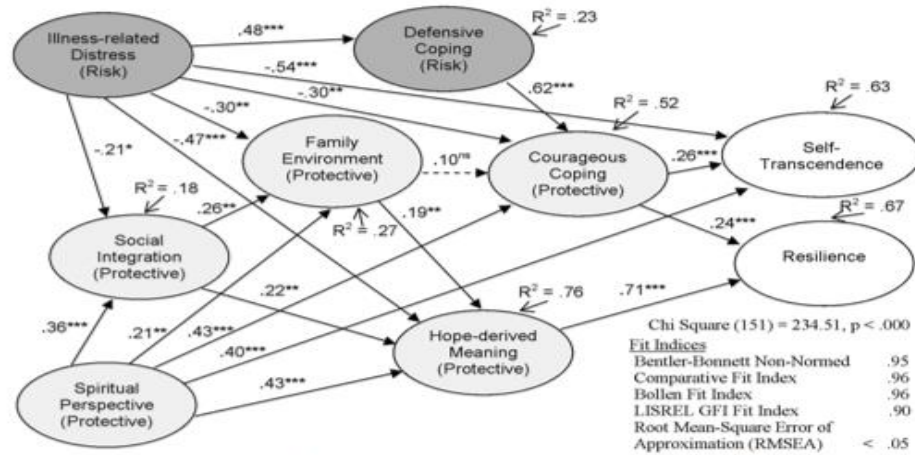 Illness-related
Distress
(Risk)
.48***
Defensive
Coping
(Risk)
R² = .23
-.54***
-.30**
-.30**
-.47***
-.21*
.62***
R² = .52
R² = .63
Family
Environment
(Protective)
.10ns
Courageous
Coping
(Protective)
.26***
Self-
Transcendence
R² = .18
.26**
R² = .27
.19**
.24***
R² = .67
Social
Integration
(Protective)
Resilience
.36***
.21**
.43***
.22**
.40***
R² = .76
.71***
Hope-derived
Meaning
(Protective)
Spiritual
Perspective
(Protective)
.43***
Chi Square (151) = 234.51, p < .000
Fit Indices
Bentler-Bonnett Non-Normed .95
Comparative Fit Index .96
Bollen Fit Index .96
LISREL GFI Fit Index .90
Root Mean-Square Error of
Approximation (RMSEA) < .05